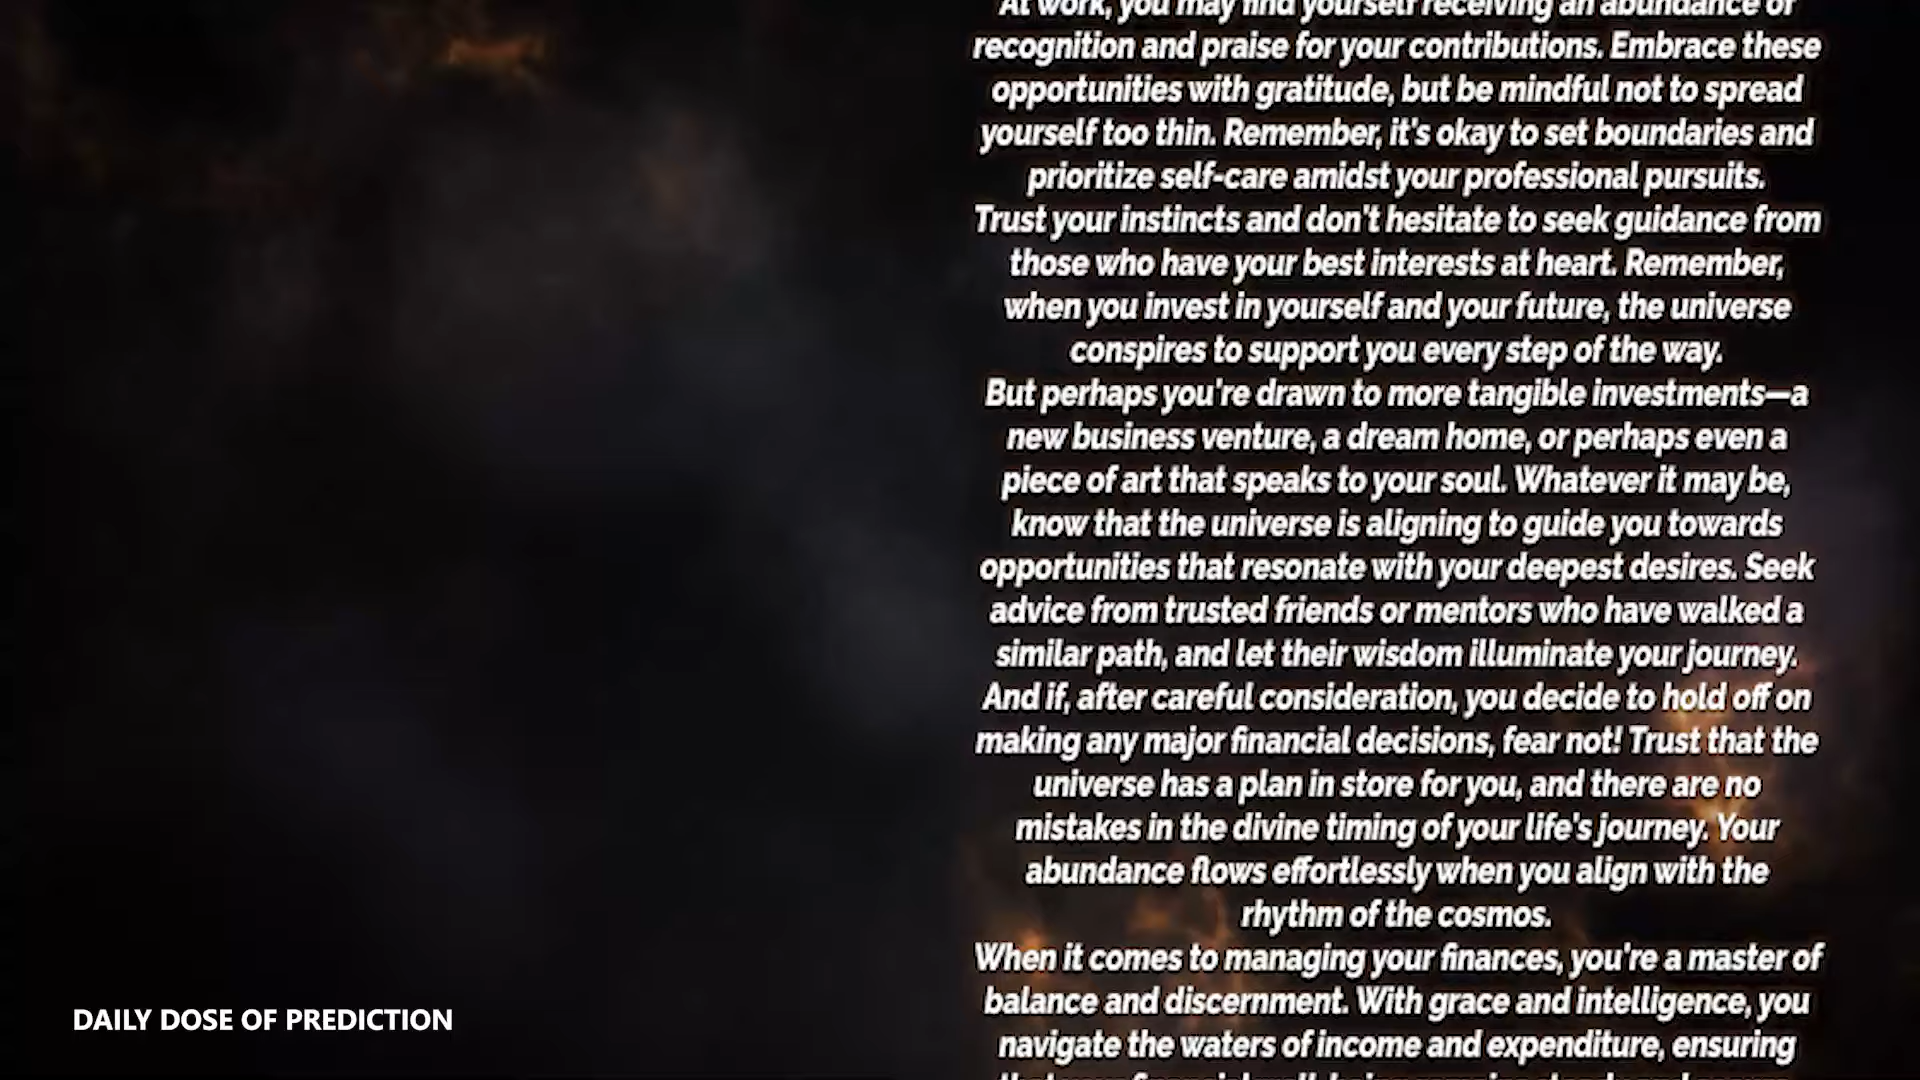 At work, you may find yourself receiving an abundance of
recognition and praise for your contributions. Embrace these
opportunities with gratitude, but be mindful not to spread
yourself too thin. Remember, it's okay to set boundaries and
prioritize self-care amidst your professional pursuits.
Trust your instincts and don't hesitate to seek guidance from
those who have your best interests at heart. Remember,
when you invest in yourself and your future, the universe
conspires to support you every step of the way.
But perhaps you're drawn to more tangible investments—a
new business venture, a dream home, or perhaps even a
piece of art that speaks to your soul. Whatever it may be,
know that the universe is aligning to guide you towards
opportunities that resonate with your deepest desires. Seek
advice from trusted friends or mentors who have walked a
similar path, and let their wisdom illuminate your journey.
And if, after careful consideration, you decide to hold off on
making any major financial decisions, fear not! Trust that the
universe has a plan in store for you, and there are no
mistakes in the divine timing of your life's journey. Your
abundance flows effortlessly when you align with the
rhythm of the cosmos.
When it comes to managing your finances, you're a master of
balance and discernment. With grace and intelligence, you
navigate the waters of income and expenditure, ensuring
DAILY DOSE OF PREDICTION